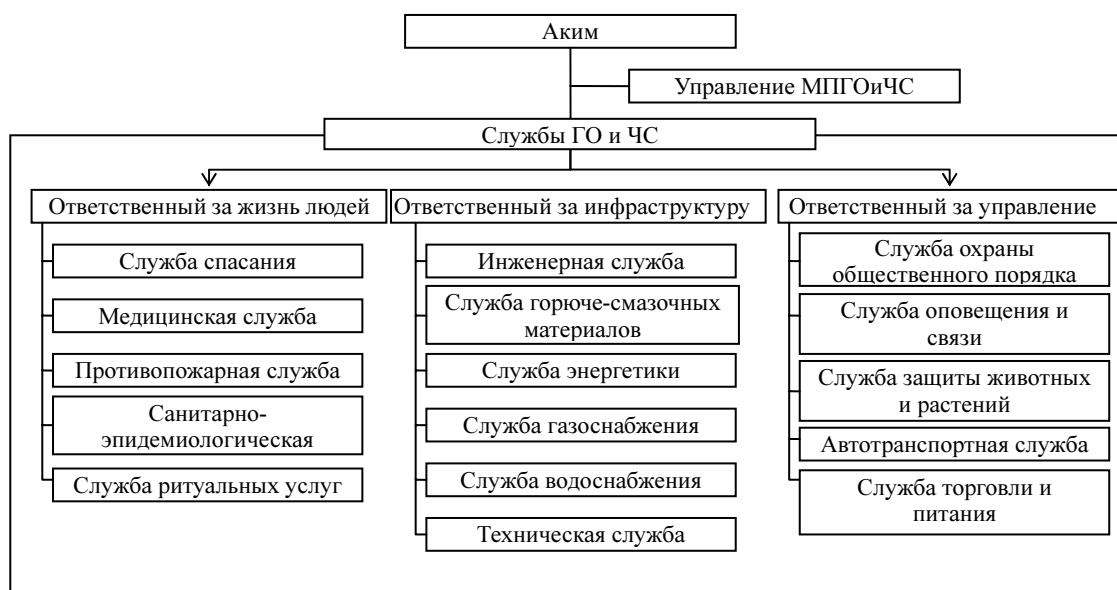 Аким
Управление МПГОиЧС
Службы ГО и ЧС
Ответственный за жизнь людей
Служба спасания
Медицинская служба
Противопожарная служба
Санитарно-
эпидемиологическая
Служба ритуальных услуг
Ответственный за инфраструктуру
Инженерная служба
Служба горюче-смазочных
материалов
Служба энергетики
Служба газоснабжения
Служба водоснабжения
Техническая служба
Ответственный за управление
Служба охраны
общественного порядка
Служба оповещения и
связи
Служба защиты животных
и растений
Автотранспортная служба
Служба торговли и
питания